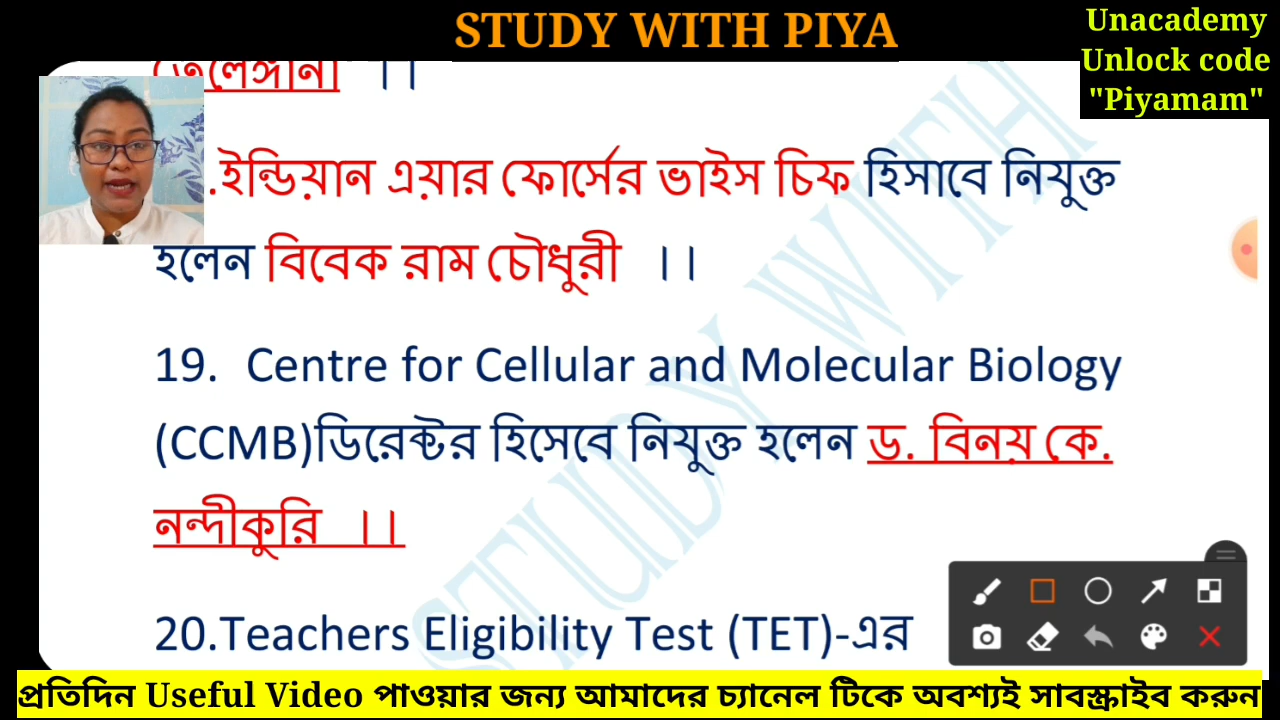 STUDY WITH PIYA
Unacademy
Unlock code
"Piyamam"
তেলেঙ্গানা ।।
.ইন্ডিয়ান এয়ার ফোর্সের ভাইস চিফ হিসাবে নিযুক্ত
হলেন বিবেক রাম চৌধুরী ।।
19. Centre for Cellular and Molecular Biology
(CCMB)ডিরেক্টর হিসেবে নিযুক্ত হলেন ড. বিনয় কে.
নন্দীকুরি ।।
20.Teachers Eligibility Test (TET)-এর
STUDY WITH
প্রতিদিন Useful Video পাওয়ার জন্য আমাদের চ্যানেল টিকে অবশ্যই সাবস্ক্রাইব করুন